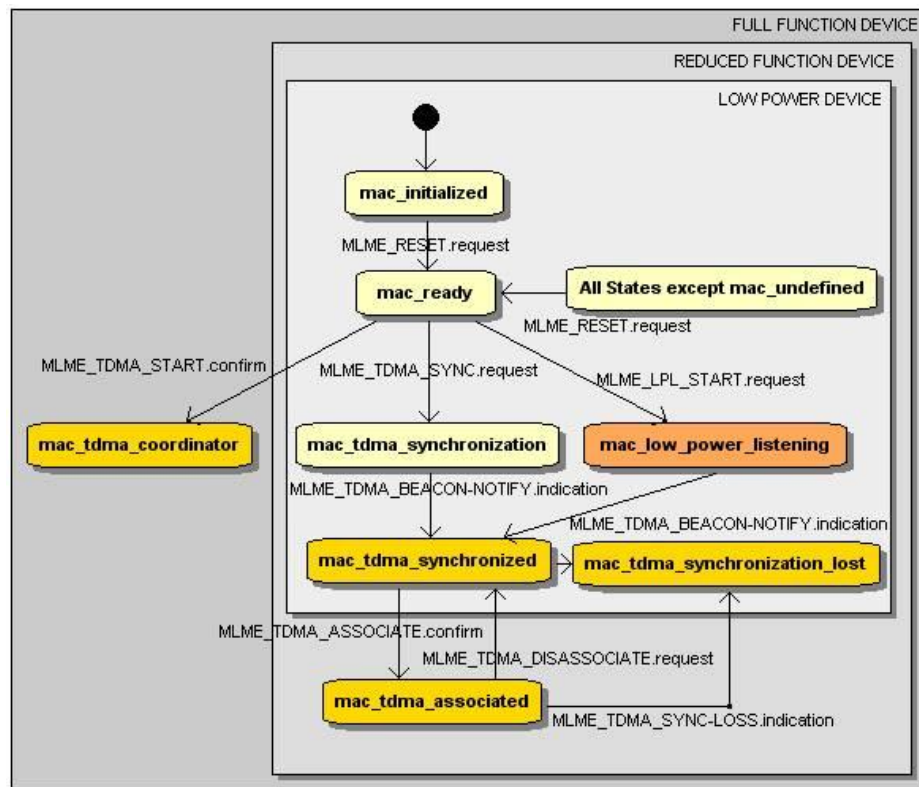 FULL FUNCTION DEVICE
REDUCED FUNCTION DEVICE
LOW POWER DEVICE
mac_initialized
MLME_RESET.request
mac_ready
All States except mac_undefined
MLME_RESET.request
MLME_TDMA_START.confirm
MLME_TDMA_SYNC.request
MLME_LPL_START.request
mac_tdma_coordinator
mac_tdma_synchronization
mac_low_power_listening
MLME_TDMA_BEACON-NOTIFY.indication
MLME_TDMA_BEACON-NOTIFY.indication
mac_tdma_synchronized
mac_tdma_synchronization_lost
MLME_TDMA_ASSOCIATE.confirm
MLME_TDMA_DISASSOCIATE.request
mac_tdma_associated
MLME_TDMA_SYNC-LOSS.indication